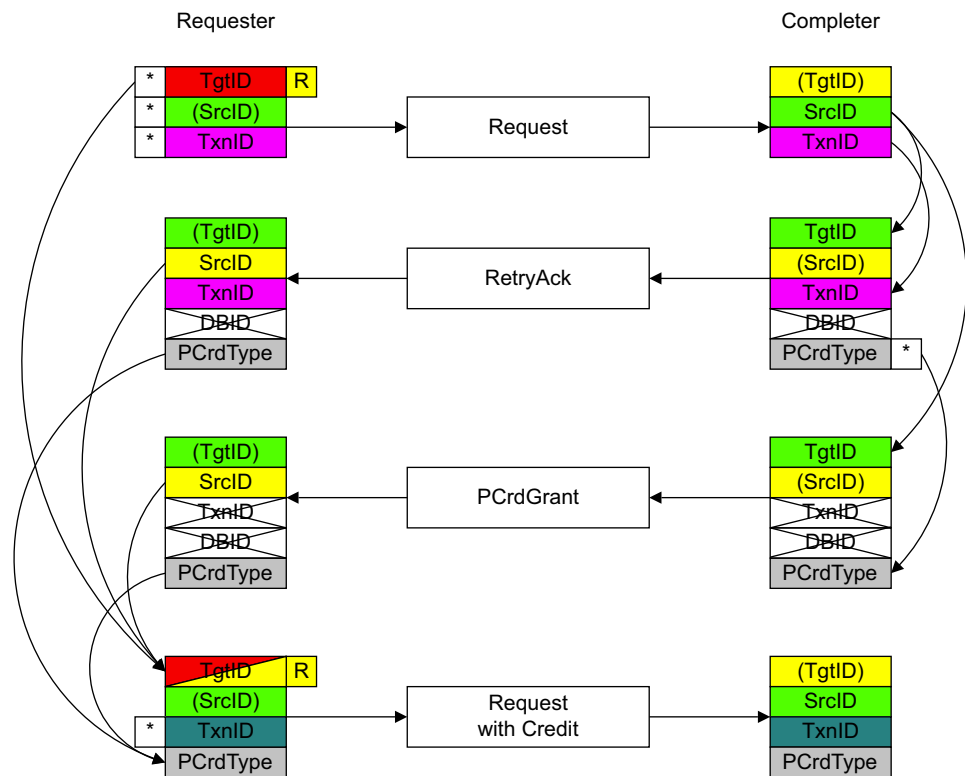 Requester
Completer
* TgtID R
* (SrcID)
* TxnID
Request
(TgtID)
SrcID
TxnID
(TgtID)
SrcID
TxnID
DBID
PCrdType
RetryAck
TgtID
(SrcID)
TxnID
DBID
PCrdType *
(TgtID)
SrcID
TxnID
DBID
PCrdType
PCrdGrant
TgtID
(SrcID)
TxnID
DBID
PCrdType
TgtID R
(SrcID)
* TxnID
PCrdType
Request
with Credit
(TgtID)
SrcID
TxnID
PCrdType